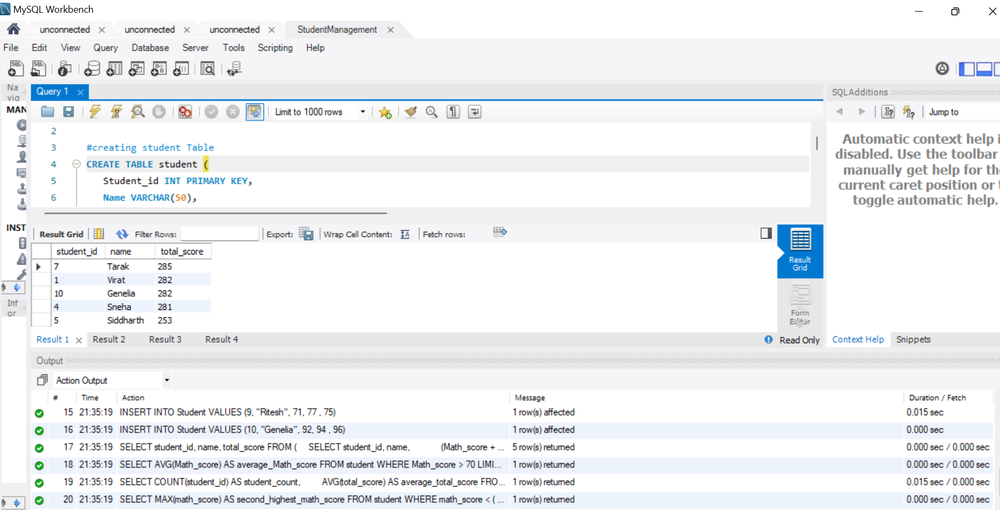 MySQL Workbench
unconnected
unconnected
unconnected
StudentManagement
File Edit View Query Database Server Tools Scripting Help
Na
vig
MAN
INST
Inf
or
Query 1
Limit to 1000 rows
2
3 #creating student Table
4 CREATE TABLE student (
5 Student_id INT PRIMARY KEY,
6 Name VARCHAR(50),
Result Grid Filter Rows: Export: Wrap Cell Content: Fetch rows:
student_id name total_score
7 Tarak 285
1 Virat 282
10 Genelia 282
4 Sneha 281
5 Siddharth 253
Result
Grid
Form
Editor
Result 1 Result 2 Result 3 Result 4 Read Only
SQLAdditions
Jump to
Automatic context help i
disabled. Use the toolbar
manually get help for the
current caret position or t
toggle automatic help.
Context Help Snippets
Output
Action Output
# Time Action Message Duration / Fetch
15 21:35:19 INSERT INTO Student VALUES (9, "Ritesh", 71, 77 , 75) 1 row(s) affected 0.015 sec
16 21:35:19 INSERT INTO Student VALUES (10, "Genelia", 92, 94 , 96) 1 row(s) affected 0.000 sec
17 21:35:19 SELECT student_id, name, total_score FROM ( SELECT student_id, name, (Math_score + ... 5 row(s) returned 0.000 sec / 0.000 sec
18 21:35:19 SELECT AVG(Math_score) AS average_Math_score FROM student WHERE Math_score > 70 LIMI... 1 row(s) returned 0.000 sec / 0.000 sec
19 21:35:19 SELECT COUNT(student_id) AS student_count, AVG(total_score) AS average_total_score FRO... 1 row(s) returned 0.015 sec / 0.000 sec
20 21:35:19 SELECT MAX(math_score) AS second_highest_math_score FROM student WHERE math_score < ( ... 1 row(s) returned 0.000 sec / 0.000 sec